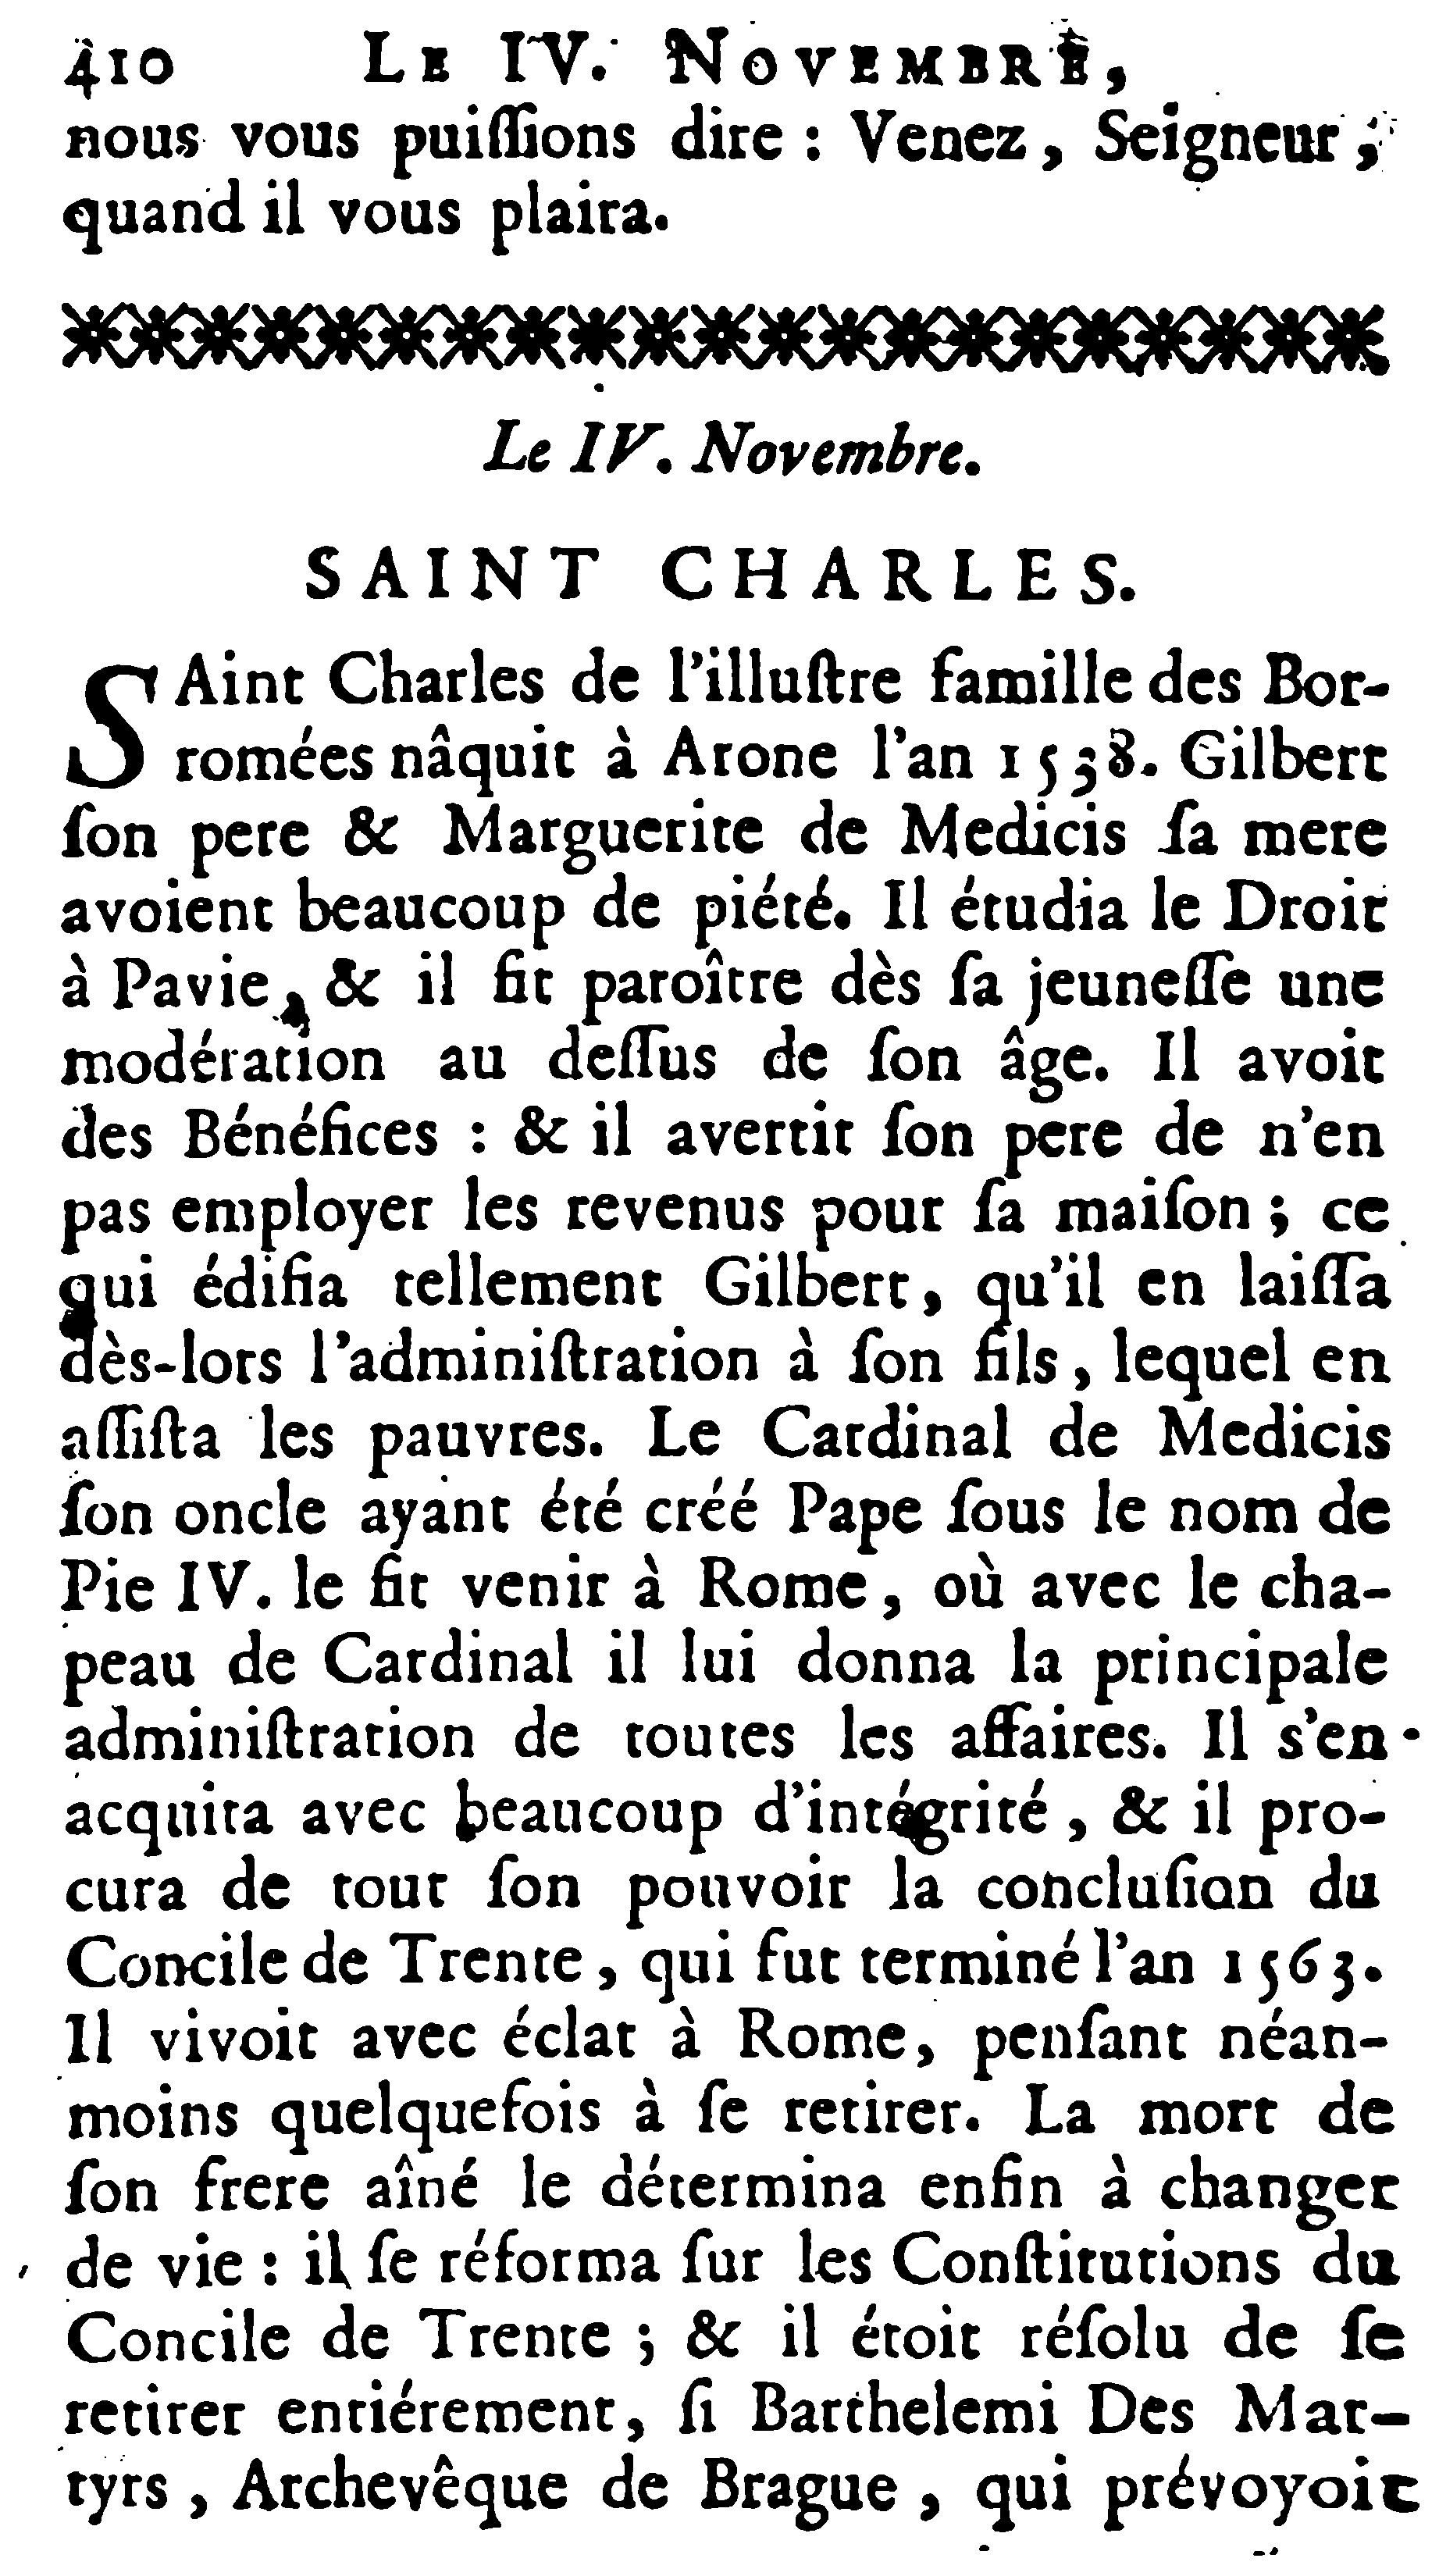 410 LE IV. NOVEMBRE,
nous vous puiſſions dire : Venez, Seigneur,
quand il vous plaira.
Le IV. Novembre.
SAINT CHARLES.
SAint Charles de l'illuſtre famille des Bor-
romées nâquit à Arone l'an 1538. Gilbert
ſon pere & Marguerite de Medicis ſa mere
avoient beaucoup de piété. Il étudia le Droit
à Pavie, & il fit paroître dès ſa jeuneſſe une
modération au deſſus de ſon âge. Il avoit
des Bénéfices : & il avertit ſon pere de n'en
pas employer les revenus pour ſa maiſon ; ce
qui édifia tellement Gilbert, qu'il en laiſſa
dès-lors l'adminiſtration à ſon fils, lequel en
aſſiſta les pauvres. Le Cardinal de Medicis
ſon oncle ayant été créé Pape ſous le nom de
Pie IV. le fit venir à Rome, où avec le cha-
peau de Cardinal il lui donna la principale
adminiſtration de toutes les affaires. Il s'en
acquita avec beaucoup d'intégrité, & il pro-
cura de tout ſon pouvoir la concluſion du
Concile de Trente, qui fut terminé l'an 1563.
Il vivoit avec éclat à Rome, penſant néan-
moins quelquefois à ſe retirer. La mort de
ſon frere aîné le détermina enfin à changer
de vie : il ſe réforma ſur les Conſtitutions du
Concile de Trente ; & il étoit réſolu de ſe
retirer entiérement, ſi Barthelemi Des Mar-
tyrs, Archevêque de Brague, qui prévoyoit